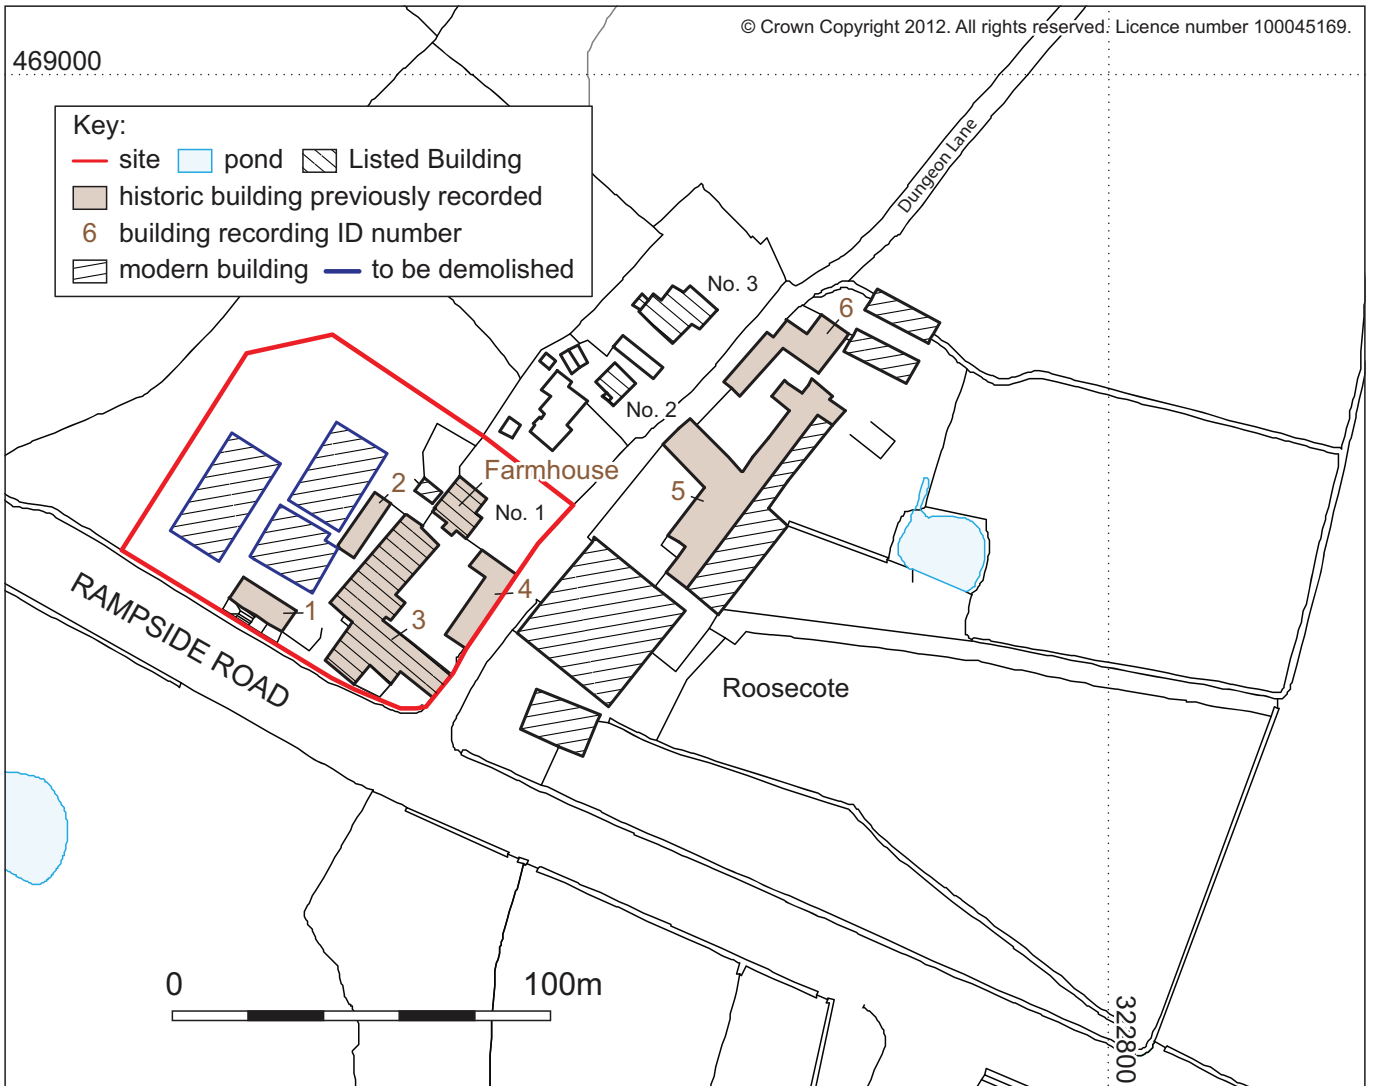 © Crown Copyright 2012. All rights reserved. Licence number 100045169.
469000
Key:
site pond Listed Building
historic building previously recorded
6 building recording ID number
modern building to be demolished
Dungeon Lane
No. 3
6
No. 2
Farmhouse
2
5
No. 1
4
1
3
RAMPSIDE ROAD
Roosecote
0 100m
322800